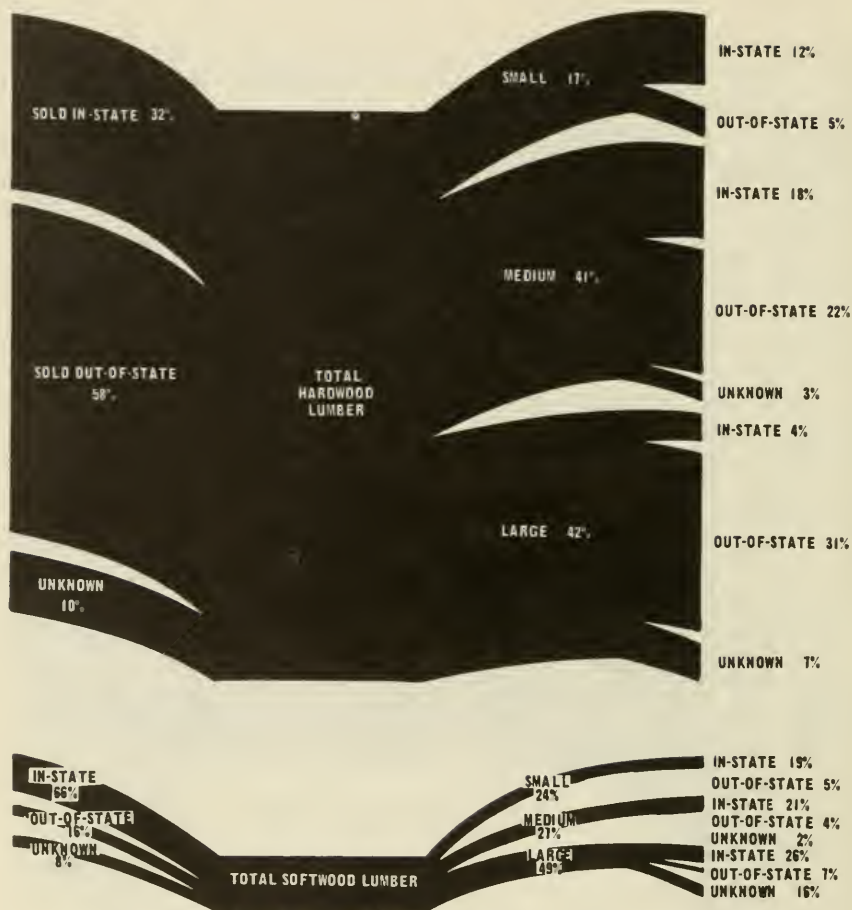 SOLD IN-STATE 32%
SOLD OUT-OF-STATE
58%
UNKNOWN
10%
TOTAL
HARDWOOD
LUMBER
SMALL 17%
MEDIUM 41%
LARGE 42%
IN-STATE 12%
OUT-OF-STATE 5%
IN-STATE 18%
OUT-OF-STATE 22%
UNKNOWN 3%
IN-STATE 4%
OUT-OF-STATE 31%
UNKNOWN 7%
IN-STATE
66%
OUT-OF-STATE
16%
UNKNOWN
8%
TOTAL SOFTWOOD LUMBER
SMALL
24%
MEDIUM
27%
LARGE
49%
IN-STATE 19%
OUT-OF-STATE 5%
IN-STATE 21%
OUT-OF-STATE 4%
UNKNOWN 2%
IN-STATE 26%
OUT-OF-STATE 7%
UNKNOWN 16%